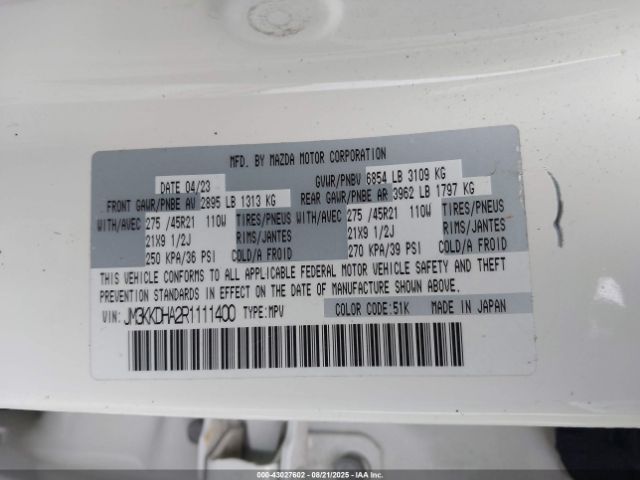 MFD. BY MAZDA MOTOR CORPORATION
DATE 04/23 GVWR/PNBV 6854 LB 3109 KG
FRONT GAWR/PNBE AV 2895 LB 1313 KG REAR GAWR/PNBE AR 3962 LB 1797 KG
WITH/AVEC 275 /45R21 110W TIRES/PNEUS WITH/AVEC 275 /45R21 110W TIRES/PNEUS
21X9 1/2J RIMS/JANTES 21X9 1/2J RIMS/JANTES
250 KPA/36 PSI COLD/A FROID 270 KPA/39 PSI COLD/A FROID
THIS VEHICLE CONFORMS TO ALL APPLICABLE FEDERAL MOTOR VEHICLE SAFETY AND THEFT
PREVENTION STANDARDS IN EFFECT ON THE DATE OF MANUFACTURE SHOWN ABOVE.
VIN: JM3KKDHA2R1111400 TYPE:MPV COLOR CODE:51K MADE IN JAPAN
000-43027602 - 08/21/2025 - IAAI.COM